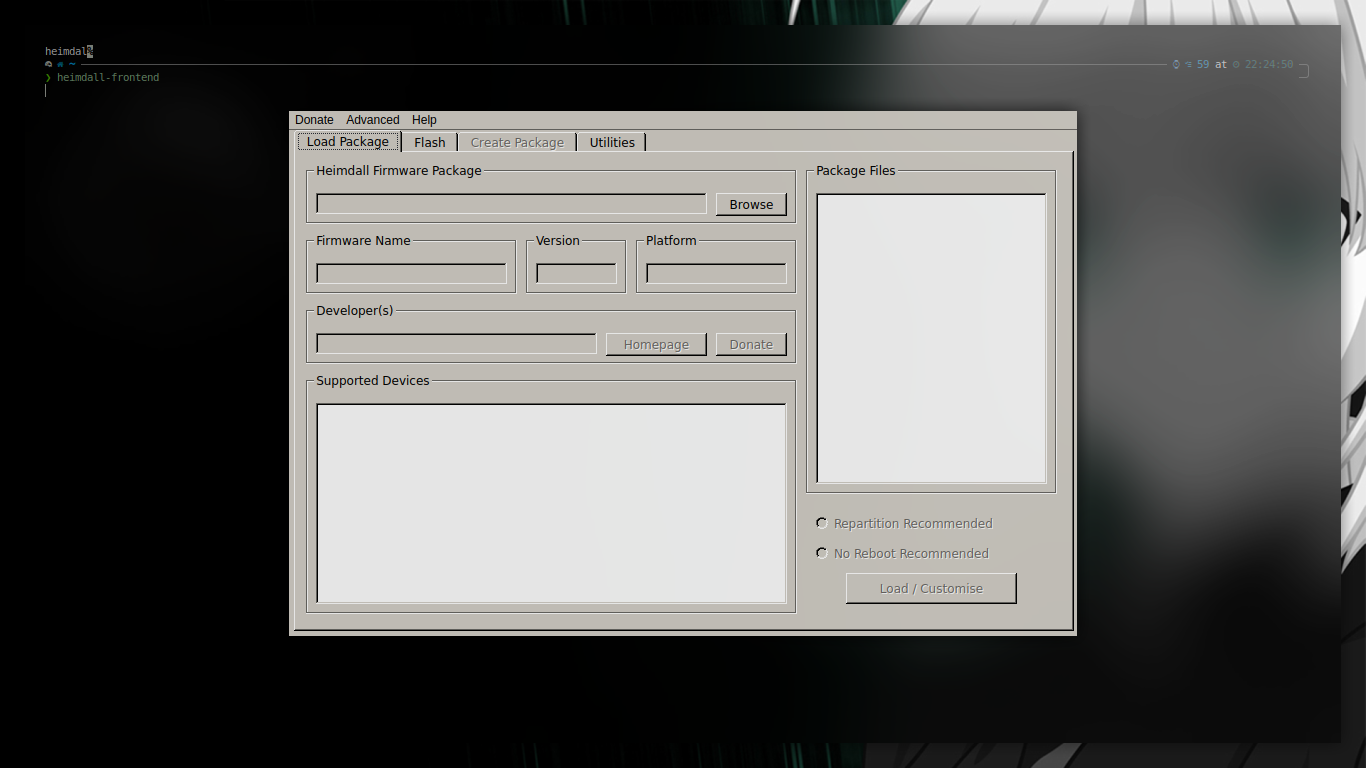 heimdal%
~ 59 at 22:24:50
❯ heimdall-frontend
Donate Advanced Help
Load Package Flash Create Package Utilities
Heimdall Firmware Package
Browse
Firmware Name Version Platform
Developer(s)
Homepage Donate
Supported Devices
Package Files
Repartition Recommended
No Reboot Recommended
Load / Customise